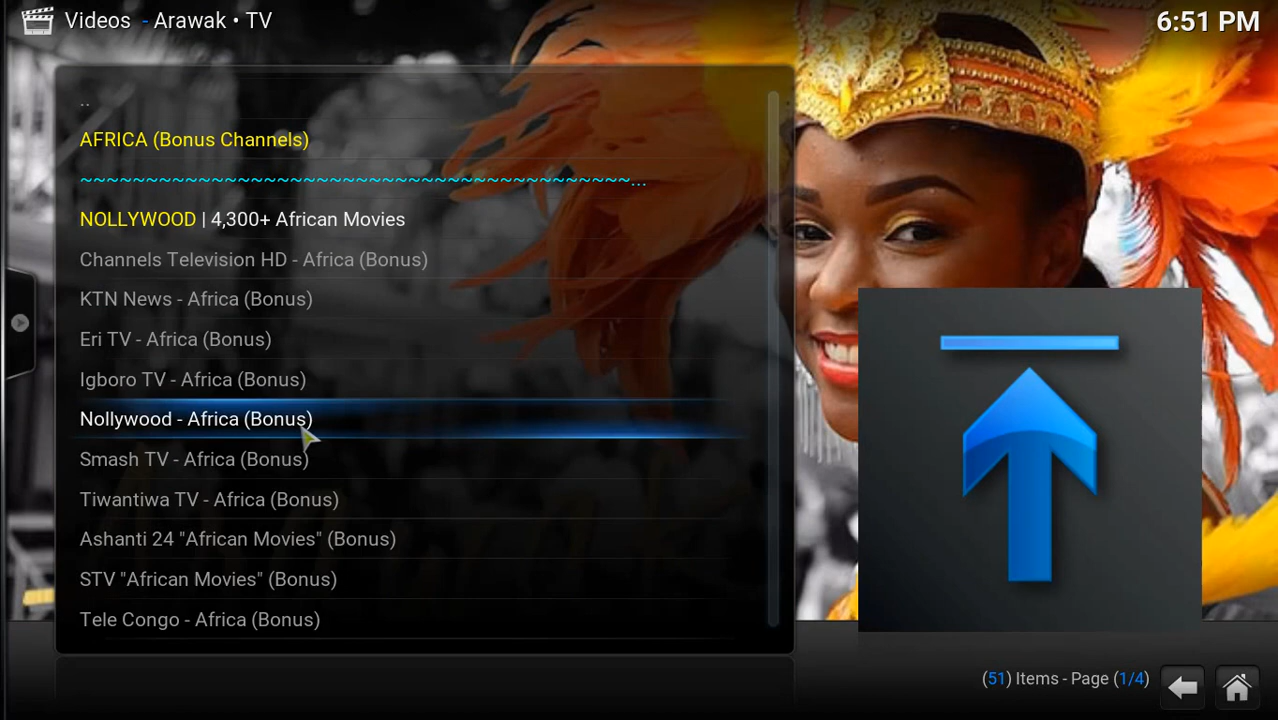 Videos - Arawak • TV
6:51 PM
..
AFRICA (Bonus Channels)
~~~~~~~~~~~~~~~~~~~~~~~~~~~~~~~~~~~~~~~~~~...
NOLLYWOOD | 4,300+ African Movies
Channels Television HD - Africa (Bonus)
KTN News - Africa (Bonus)
Eri TV - Africa (Bonus)
Igboro TV - Africa (Bonus)
Nollywood - Africa (Bonus)
Smash TV - Africa (Bonus)
Tiwantiwa TV - Africa (Bonus)
Ashanti 24 "African Movies" (Bonus)
STV "African Movies" (Bonus)
Tele Congo - Africa (Bonus)
(51) Items - Page (1/4)